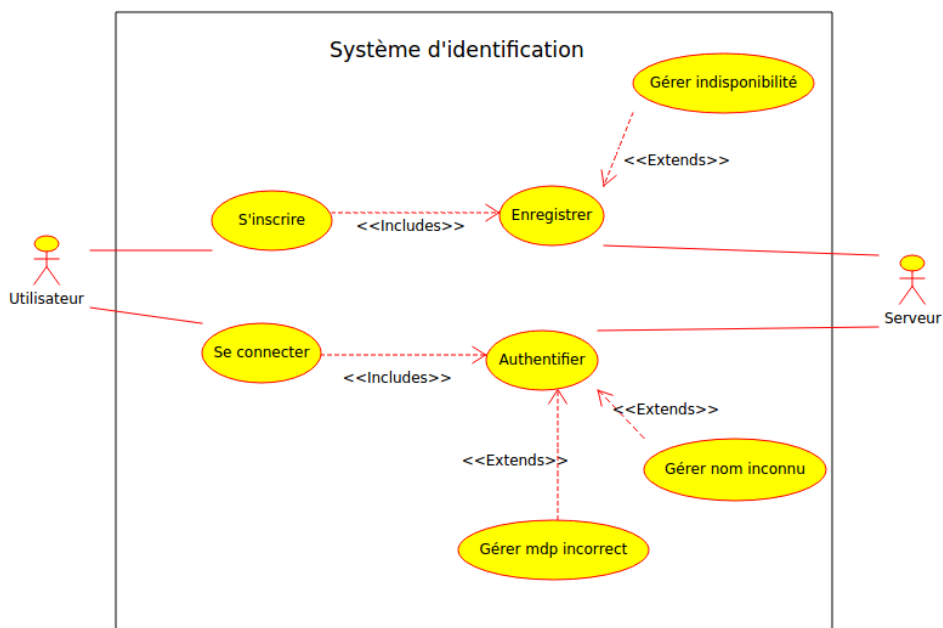 Système d'identification
Gérer indisponibilité
<<Extends>>
S'inscrire
<<Includes>>
Enregistrer
Utilisateur
Serveur
Se connecter
<<Includes>>
Authentifier
<<Extends>>
<<Extends>>
Gérer nom inconnu
Gérer mdp incorrect